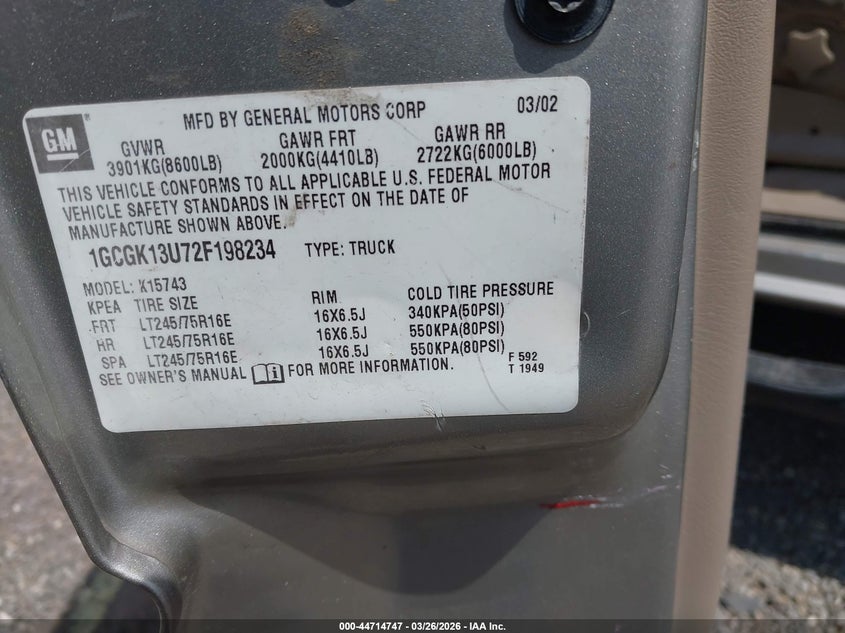 GM
MFD BY GENERAL MOTORS CORP 03/02
GVWR GAWR FRT GAWR RR
3901KG(8600LB) 2000KG(4410LB) 2722KG(6000LB)
THIS VEHICLE CONFORMS TO ALL APPLICABLE U.S. FEDERAL MOTOR
VEHICLE SAFETY STANDARDS IN EFFECT ON THE DATE OF
MANUFACTURE SHOWN ABOVE.
1GCGK13U72F198234 TYPE: TRUCK
MODEL: K15743
KPEA TIRE SIZE RIM COLD TIRE PRESSURE
FRT LT245/75R16E 16X6.5J 340KPA(50PSI)
HR LT245/75R16E 16X6.5J 550KPA(80PSI)
SPA LT245/75R16E 16X6.5J 550KPA(80PSI)
SEE OWNER'S MANUAL FOR MORE INFORMATION. F 592
T 1949
000-44714747 | 03/26/2026 - IAA Inc.